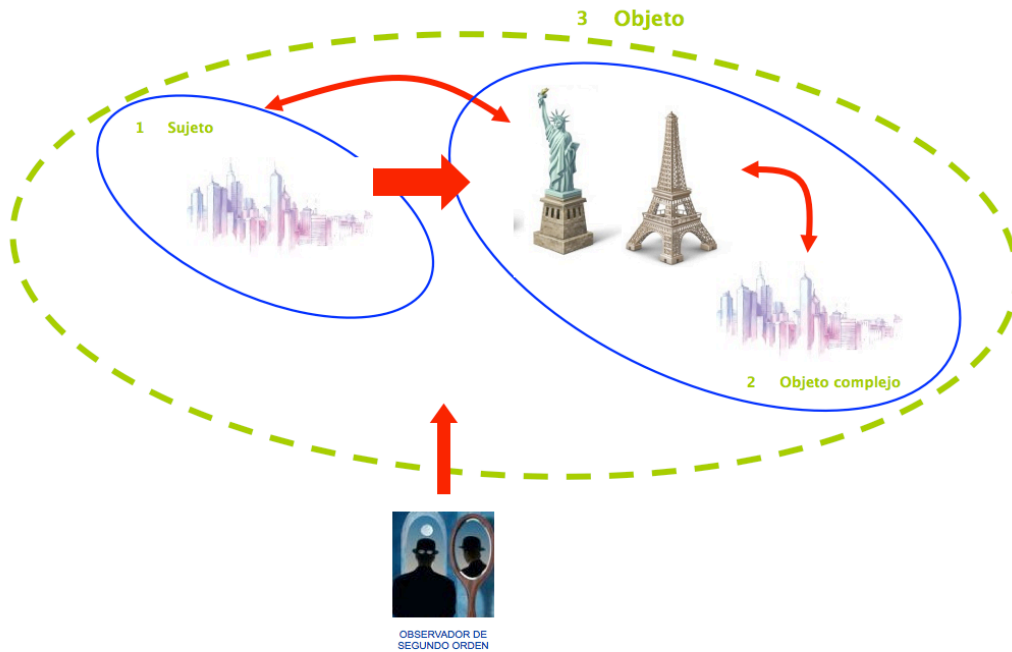 3 Objeto
1 Sujeto
2 Objeto complejo
OBSERVADOR DE
SEGUNDO ORDEN